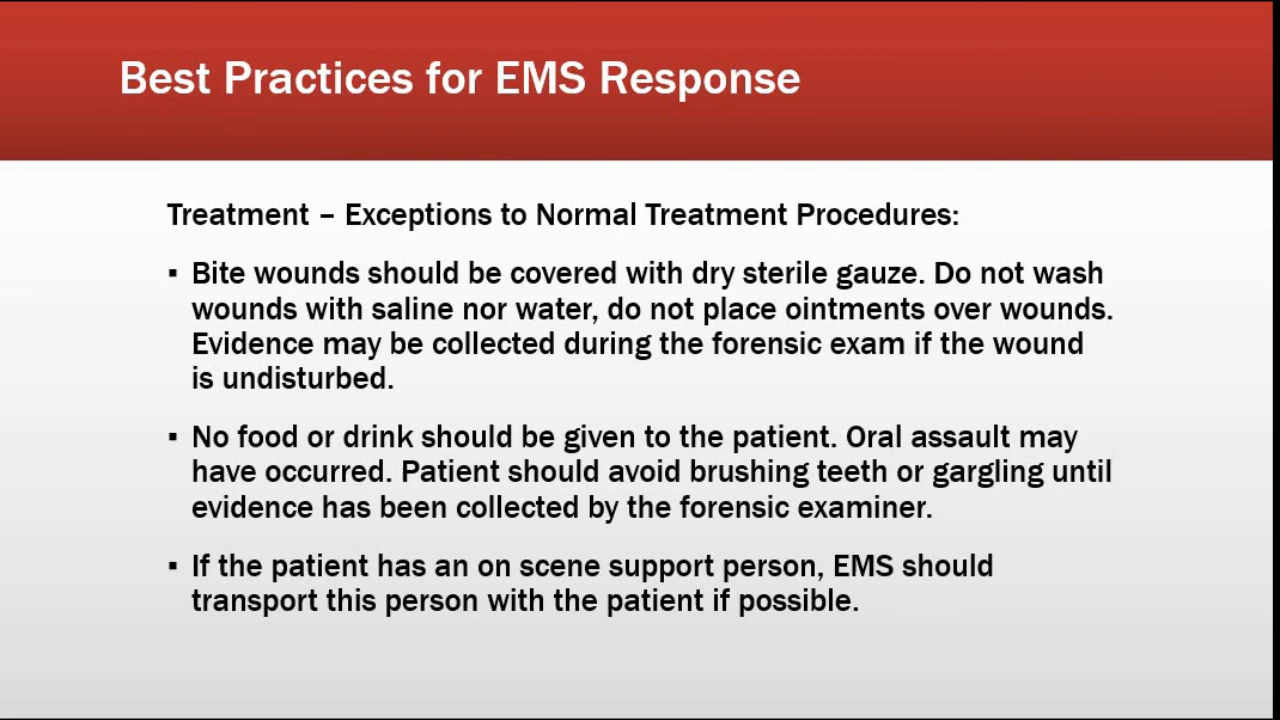 Best Practices for EMS Response
Treatment – Exceptions to Normal Treatment Procedures:
▪ Bite wounds should be covered with dry sterile gauze. Do not wash
wounds with saline nor water, do not place ointments over wounds.
Evidence may be collected during the forensic exam if the wound
is undisturbed.
▪ No food or drink should be given to the patient. Oral assault may
have occurred. Patient should avoid brushing teeth or gargling until
evidence has been collected by the forensic examiner.
▪ If the patient has an on scene support person, EMS should
transport this person with the patient if possible.